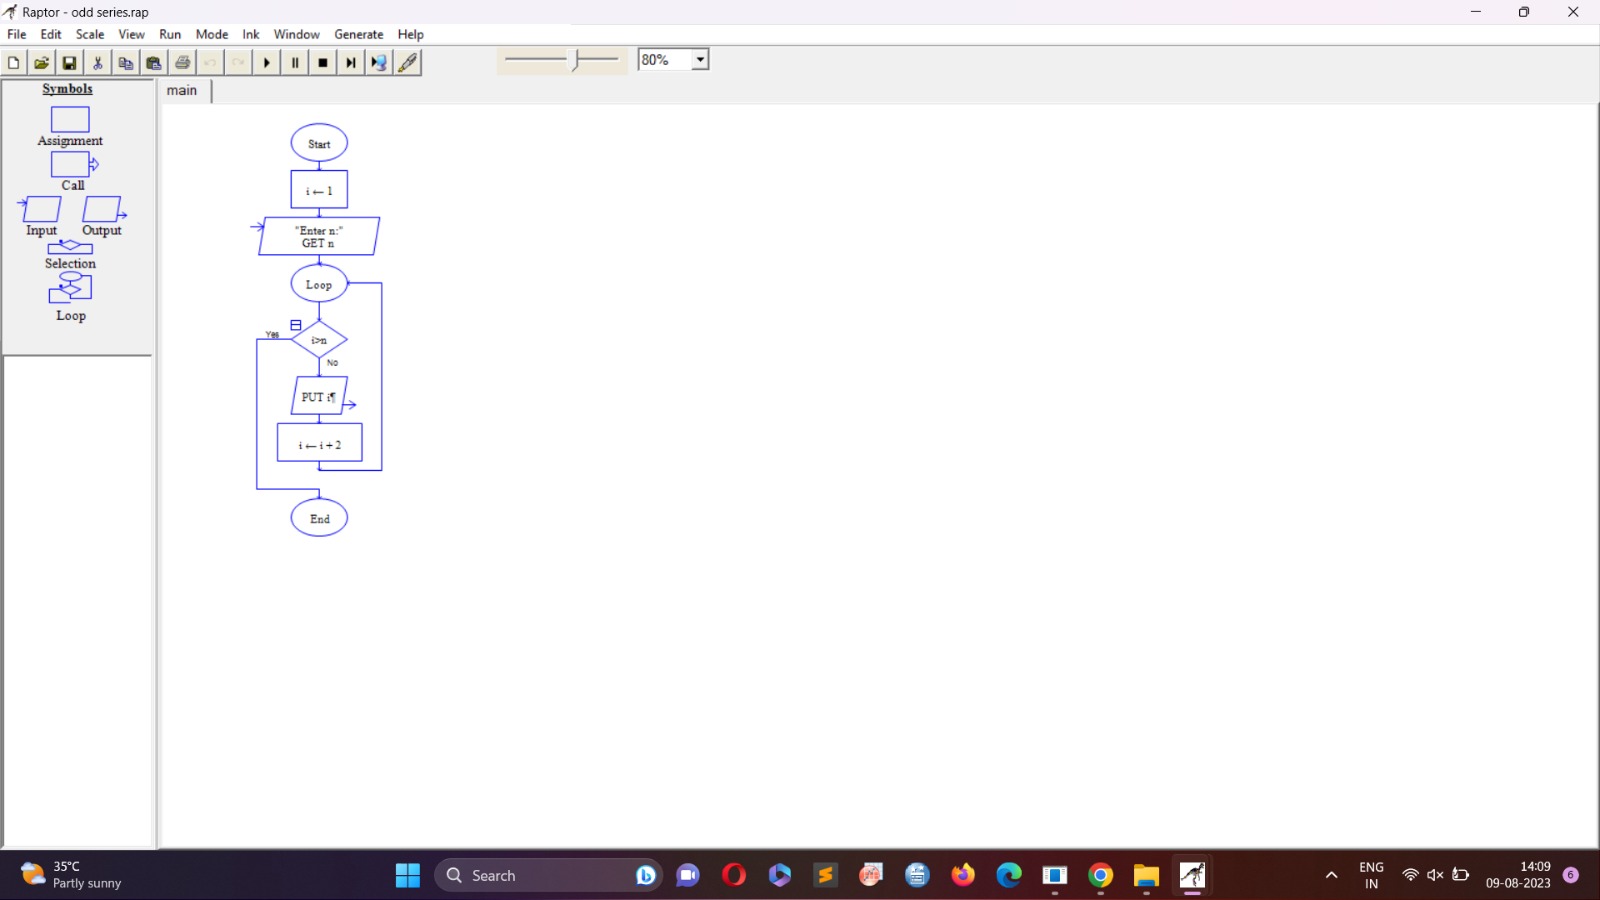 Raptor - odd series.rap
File Edit Scale View Run Mode Ink Window Generate Help
80%
Symbols
Assignment
Call
Input Output
Selection
Loop
main
Start
i ← 1
"Enter n:"
GET n
Loop
Yes
i>n
No
PUT i¶
i ← i + 2
End
35°C
Partly sunny
Search
ENG
IN
14:09
09-08-2023
6